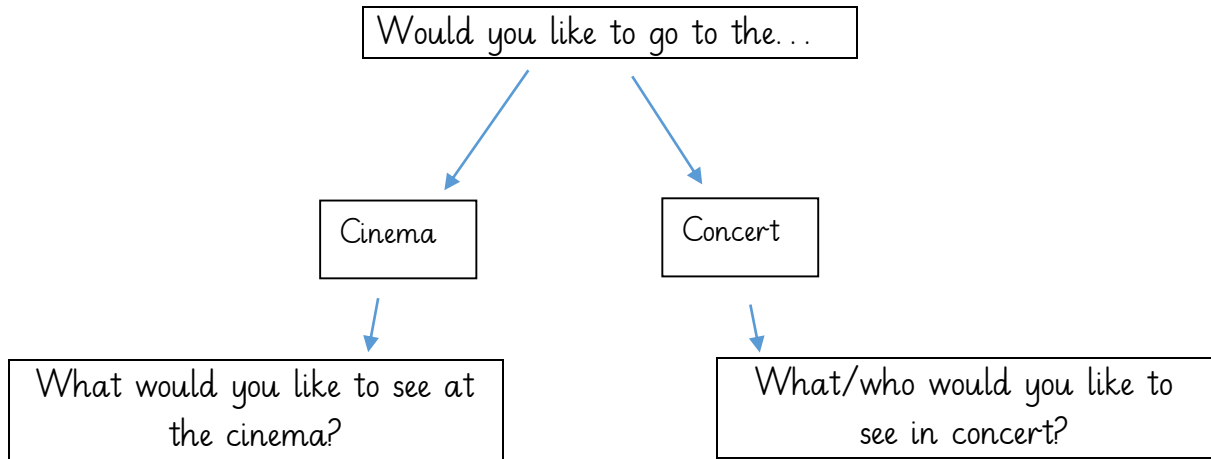 Would you like to go to the...
Cinema
Concert
What would you like to see at
the cinema?
What/who would you like to
see in concert?